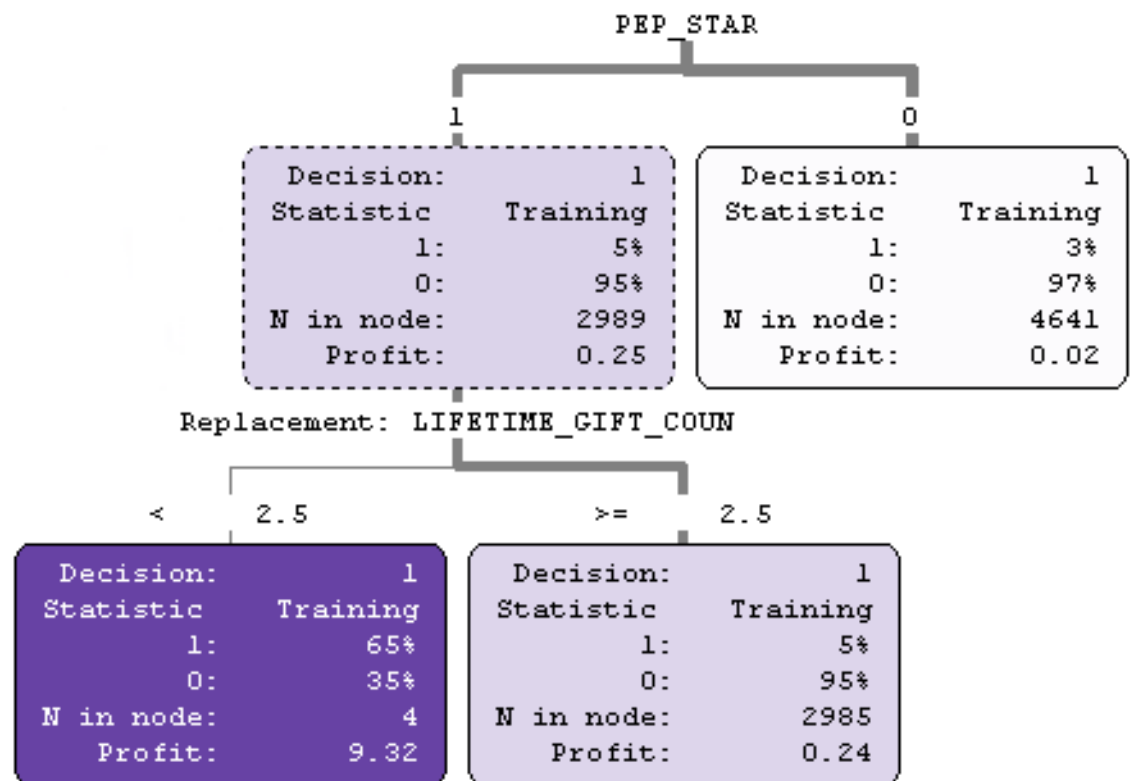 PEP_STAR
1 0
Decision: 1 Decision: 1
Statistic Training Statistic Training
1: 5% 1: 3%
0: 95% 0: 97%
N in node: 2989 N in node: 4641
Profit: 0.25 Profit: 0.02
Replacement: LIFETIME_GIFT_COUN
< 2.5 >= 2.5
Decision: 1 Decision: 1
Statistic Training Statistic Training
1: 65% 1: 5%
0: 35% 0: 95%
N in node: 4 N in node: 2985
Profit: 9.32 Profit: 0.24